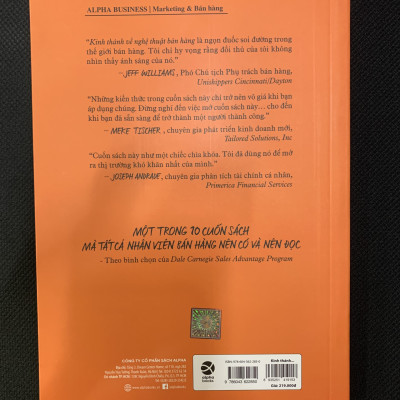 ALPHA BUSINESS | Marketing & Bán hàng
“Kinh thánh về nghệ thuật bán hàng là ngọn đuốc soi đường trong
thế giới bán hàng. Tôi chỉ hy vọng rằng đối thủ của tôi không
nhìn thấy ánh sáng của nó.”
– JEFF WILLIAMS, Phó Chủ tịch Phụ trách bán hàng,
Unishippers Cincinnati/Dayton
“Những kiến thức trong cuốn sách này chỉ trở nên vô giá khi bạn
áp dụng chúng. Đừng nghĩ đến việc mở cuốn sách này... cho đến
khi bạn đã sẵn sàng để trở thành một người thành công.”
– MEKE TISCHER, chuyên gia phát triển kinh doanh mới,
Tailored Solutions, Inc
“Cuốn sách này như một chiếc chìa khóa. Tôi đã dùng nó để mở
ra thị trường khó khăn nhất của mình.”
– JOSEPH ANDRADE, chuyên gia phân tích tài chính cá nhân,
Primerica Financial Services
MỘT TRONG 10 CUỐN SÁCH
MÀ TẤT CẢ NHÂN VIÊN BÁN HÀNG NÊN CÓ VÀ NÊN ĐỌC
- Theo bình chọn của Dale Carnegie Sales Advantage Program
CÔNG TY CỔ PHẦN SÁCH ALPHA
alpha books
Kinh thánh...
Giá: 219.000đ